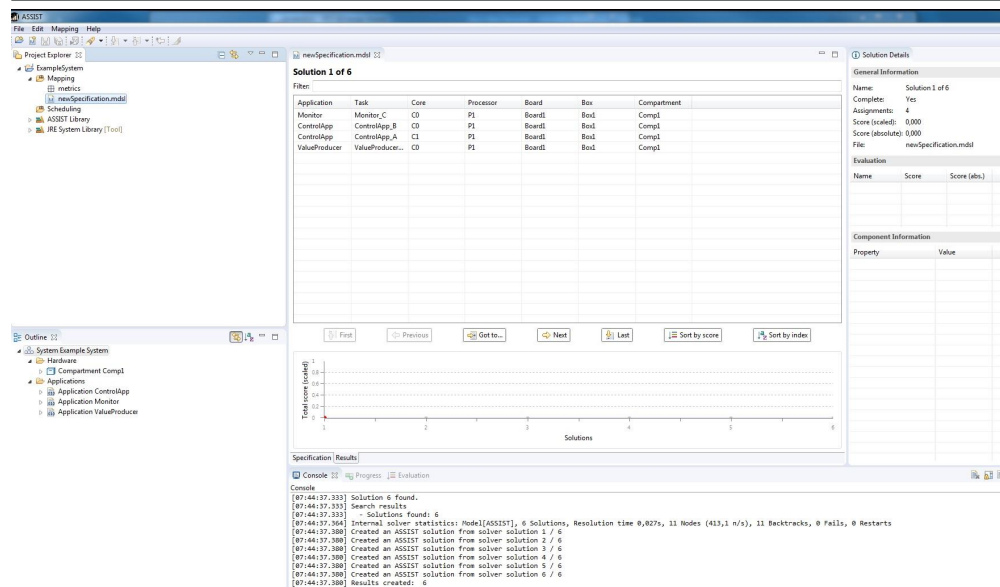 ASSIST
File Edit Mapping Help
Project Explorer
ExampleSystem
Mapping
metrics
newSpecification.mdsl
Scheduling
ASSIST Library
JRE System Library [Tool]
Outline
System Example System
Hardware
Compartment Comp1
Applications
Application ControlApp
Application Monitor
Application ValueProducer
newSpecification.mdsl
Solution 1 of 6
Filter:
Application Task Core Processor Board Box Compartment
Monitor Monitor_C C0 P1 Board1 Box1 Comp1
ControlApp ControlApp_B C0 P1 Board1 Box1 Comp1
ControlApp ControlApp_A C1 P1 Board1 Box1 Comp1
ValueProducer ValueProducer... C0 P1 Board1 Box1 Comp1
First Previous Got to... Next Last Sort by score Sort by index
Total score (scaled)
1
0.8
0.6
0.4
0.2
0
1 2 3 4 5 6
Solutions
Specification Results
Solution Details
General Information
Name: Solution 1 of 6
Complete: Yes
Assignments: 4
Score (scaled): 0,000
Score (absolute): 0,000
File: newSpecification.mdsl
Evaluation
Name Score Score (abs.)
Component Information
Property Value
Console Progress Evaluation
Console
[07:44:37.333] Solution 6 found.
[07:44:37.333] Search results
[07:44:37.333] - Solutions found: 6
[07:44:37.364] Internal solver statistics: Model[ASSIST], 6 Solutions, Resolution time 0,027s, 11 Nodes (413,1 n/s), 11 Backtracks, 0 Fails, 0 Restarts
[07:44:37.380] Created an ASSIST solution from solver solution 1 / 6
[07:44:37.380] Created an ASSIST solution from solver solution 2 / 6
[07:44:37.380] Created an ASSIST solution from solver solution 3 / 6
[07:44:37.380] Created an ASSIST solution from solver solution 4 / 6
[07:44:37.380] Created an ASSIST solution from solver solution 5 / 6
[07:44:37.380] Created an ASSIST solution from solver solution 6 / 6
[07:44:37.380] Results created: 6